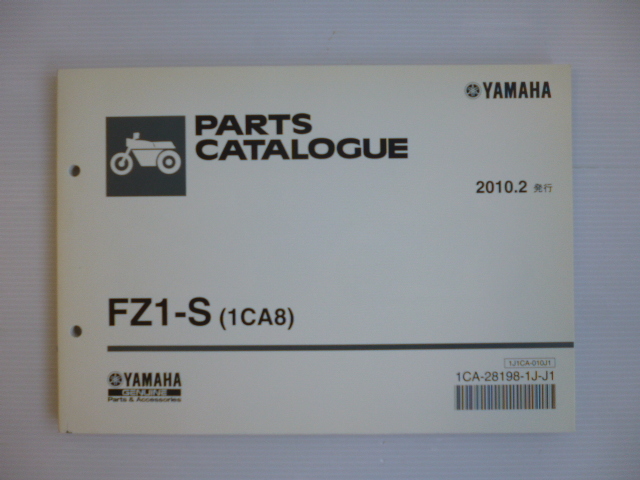 YAMAHA
PARTS
CATALOGUE
2010.2 発行
FZ1-S (1CA8)
1J1CA-010J1
1CA-28198-1J-J1
YAMAHA
GENUINE
Parts & Accessories